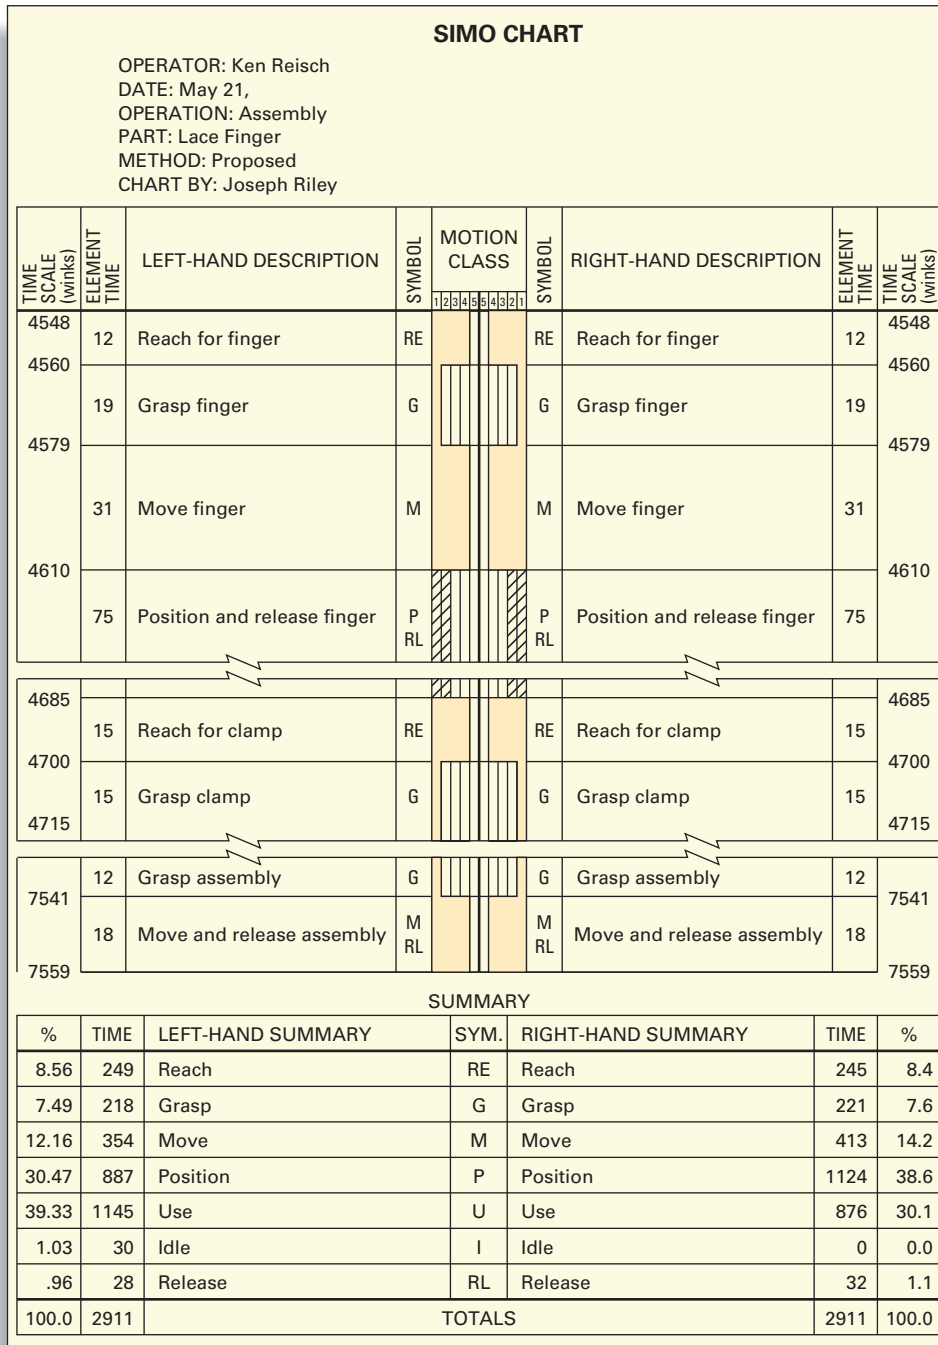 SIMO CHART
OPERATOR: Ken Reisch
DATE: May 21,
OPERATION: Assembly
PART: Lace Finger
METHOD: Proposed
CHART BY: Joseph Riley
TIME SCALE (winks) ELEMENT TIME LEFT-HAND DESCRIPTION SYMBOL MOTION CLASS SYMBOL RIGHT-HAND DESCRIPTION ELEMENT TIME TIME SCALE (winks)
1 2 3 4 5 5 4 3 2 1
4548 4548
12 Reach for finger RE RE Reach for finger 12
4560 4560
19 Grasp finger G G Grasp finger 19
4579 4579
31 Move finger M M Move finger 31
4610 4610
75 Position and release finger P RL P RL Position and release finger 75
4685 4685
15 Reach for clamp RE RE Reach for clamp 15
4700 4700
15 Grasp clamp G G Grasp clamp 15
4715 4715
12 Grasp assembly G G Grasp assembly 12
7541 7541
18 Move and release assembly M RL M RL Move and release assembly 18
7559 7559
SUMMARY
% TIME LEFT-HAND SUMMARY SYM. RIGHT-HAND SUMMARY TIME %
8.56 249 Reach RE Reach 245 8.4
7.49 218 Grasp G Grasp 221 7.6
12.16 354 Move M Move 413 14.2
30.47 887 Position P Position 1124 38.6
39.33 1145 Use U Use 876 30.1
1.03 30 Idle I Idle 0 0.0
.96 28 Release RL Release 32 1.1
100.0 2911 TOTALS 2911 100.0